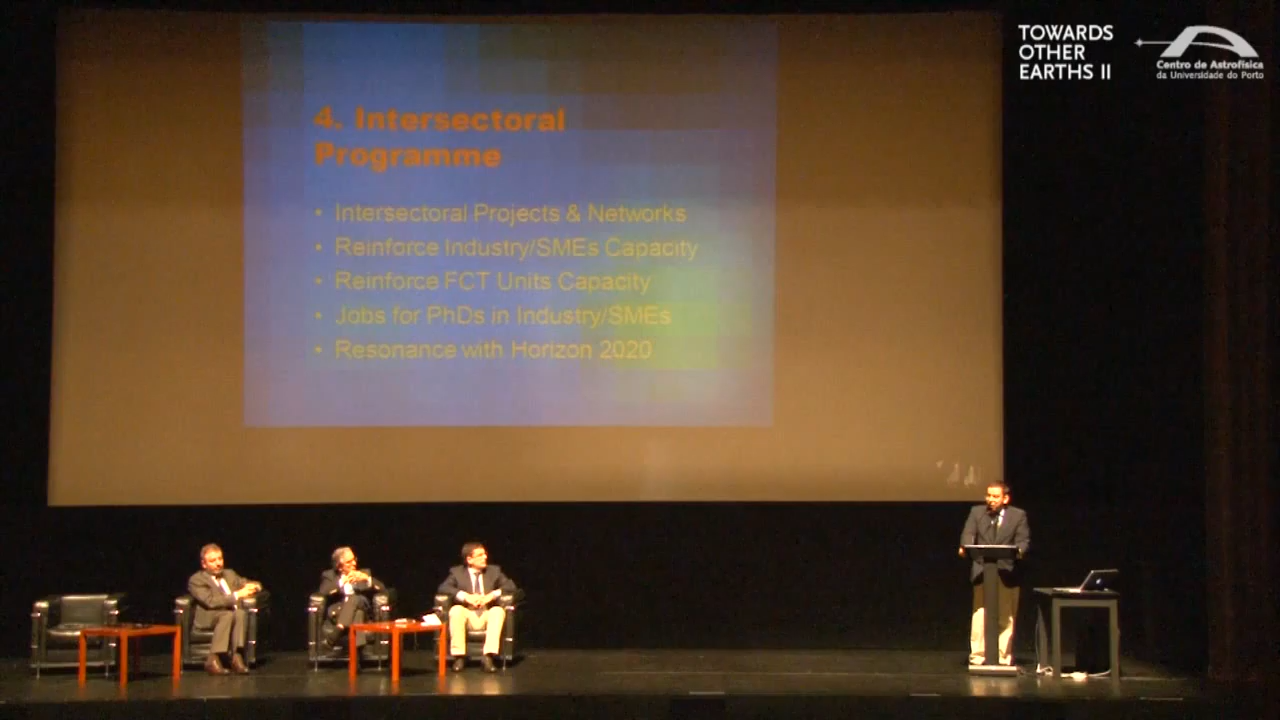 TOWARDS
OTHER
EARTHS II
Centro de Astrofísica
da Universidade do Porto
4. Intersectoral
Programme
• Intersectoral Projects & Networks
• Reinforce Industry/SMEs Capacity
• Reinforce FCT Units Capacity
• Jobs for PhDs in Industry/SMEs
• Resonance with Horizon 2020